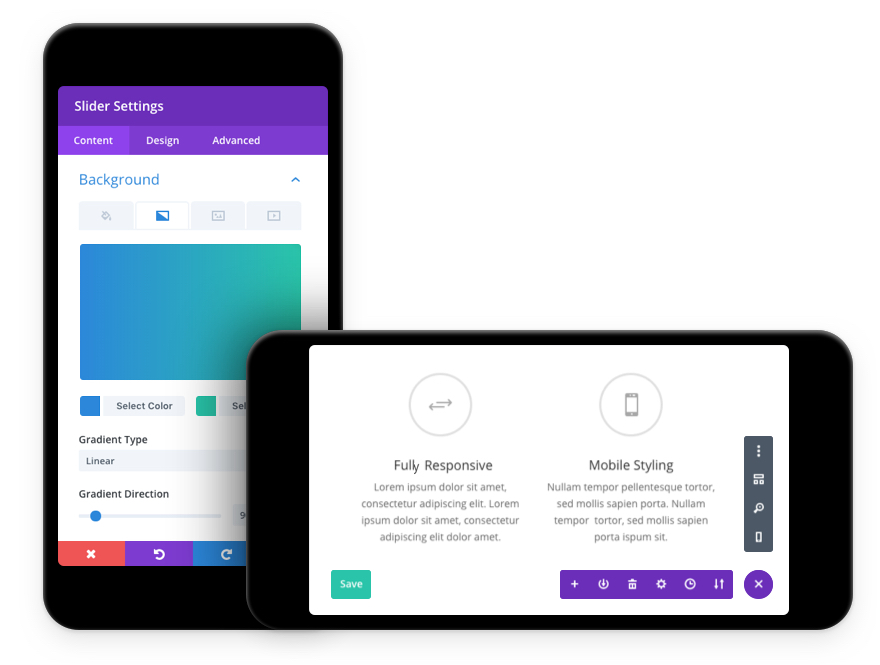 Slider Settings
Content Design Advanced
Background
Select Color
Gradient Type
Linear
Gradient Direction
Fully Responsive
Lorem ipsum dolor sit amet,
consectetur adipiscing elit. Lorem
ipsum dolor sit amet, consectetur
adipiscing elit dolor amet.
Mobile Styling
Nullam tempor pellentesque tortor,
sed mollis sapien porta. Nullam
tempor tortor, sed mollis sapien
porta ispum sit.
Save